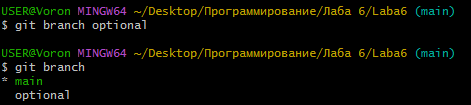 USER@Voron MINGW64 ~/Desktop/Программирование/Лаба 6/Laba6 (main)
$ git branch optional
USER@Voron MINGW64 ~/Desktop/Программирование/Лаба 6/Laba6 (main)
$ git branch
* main
optional